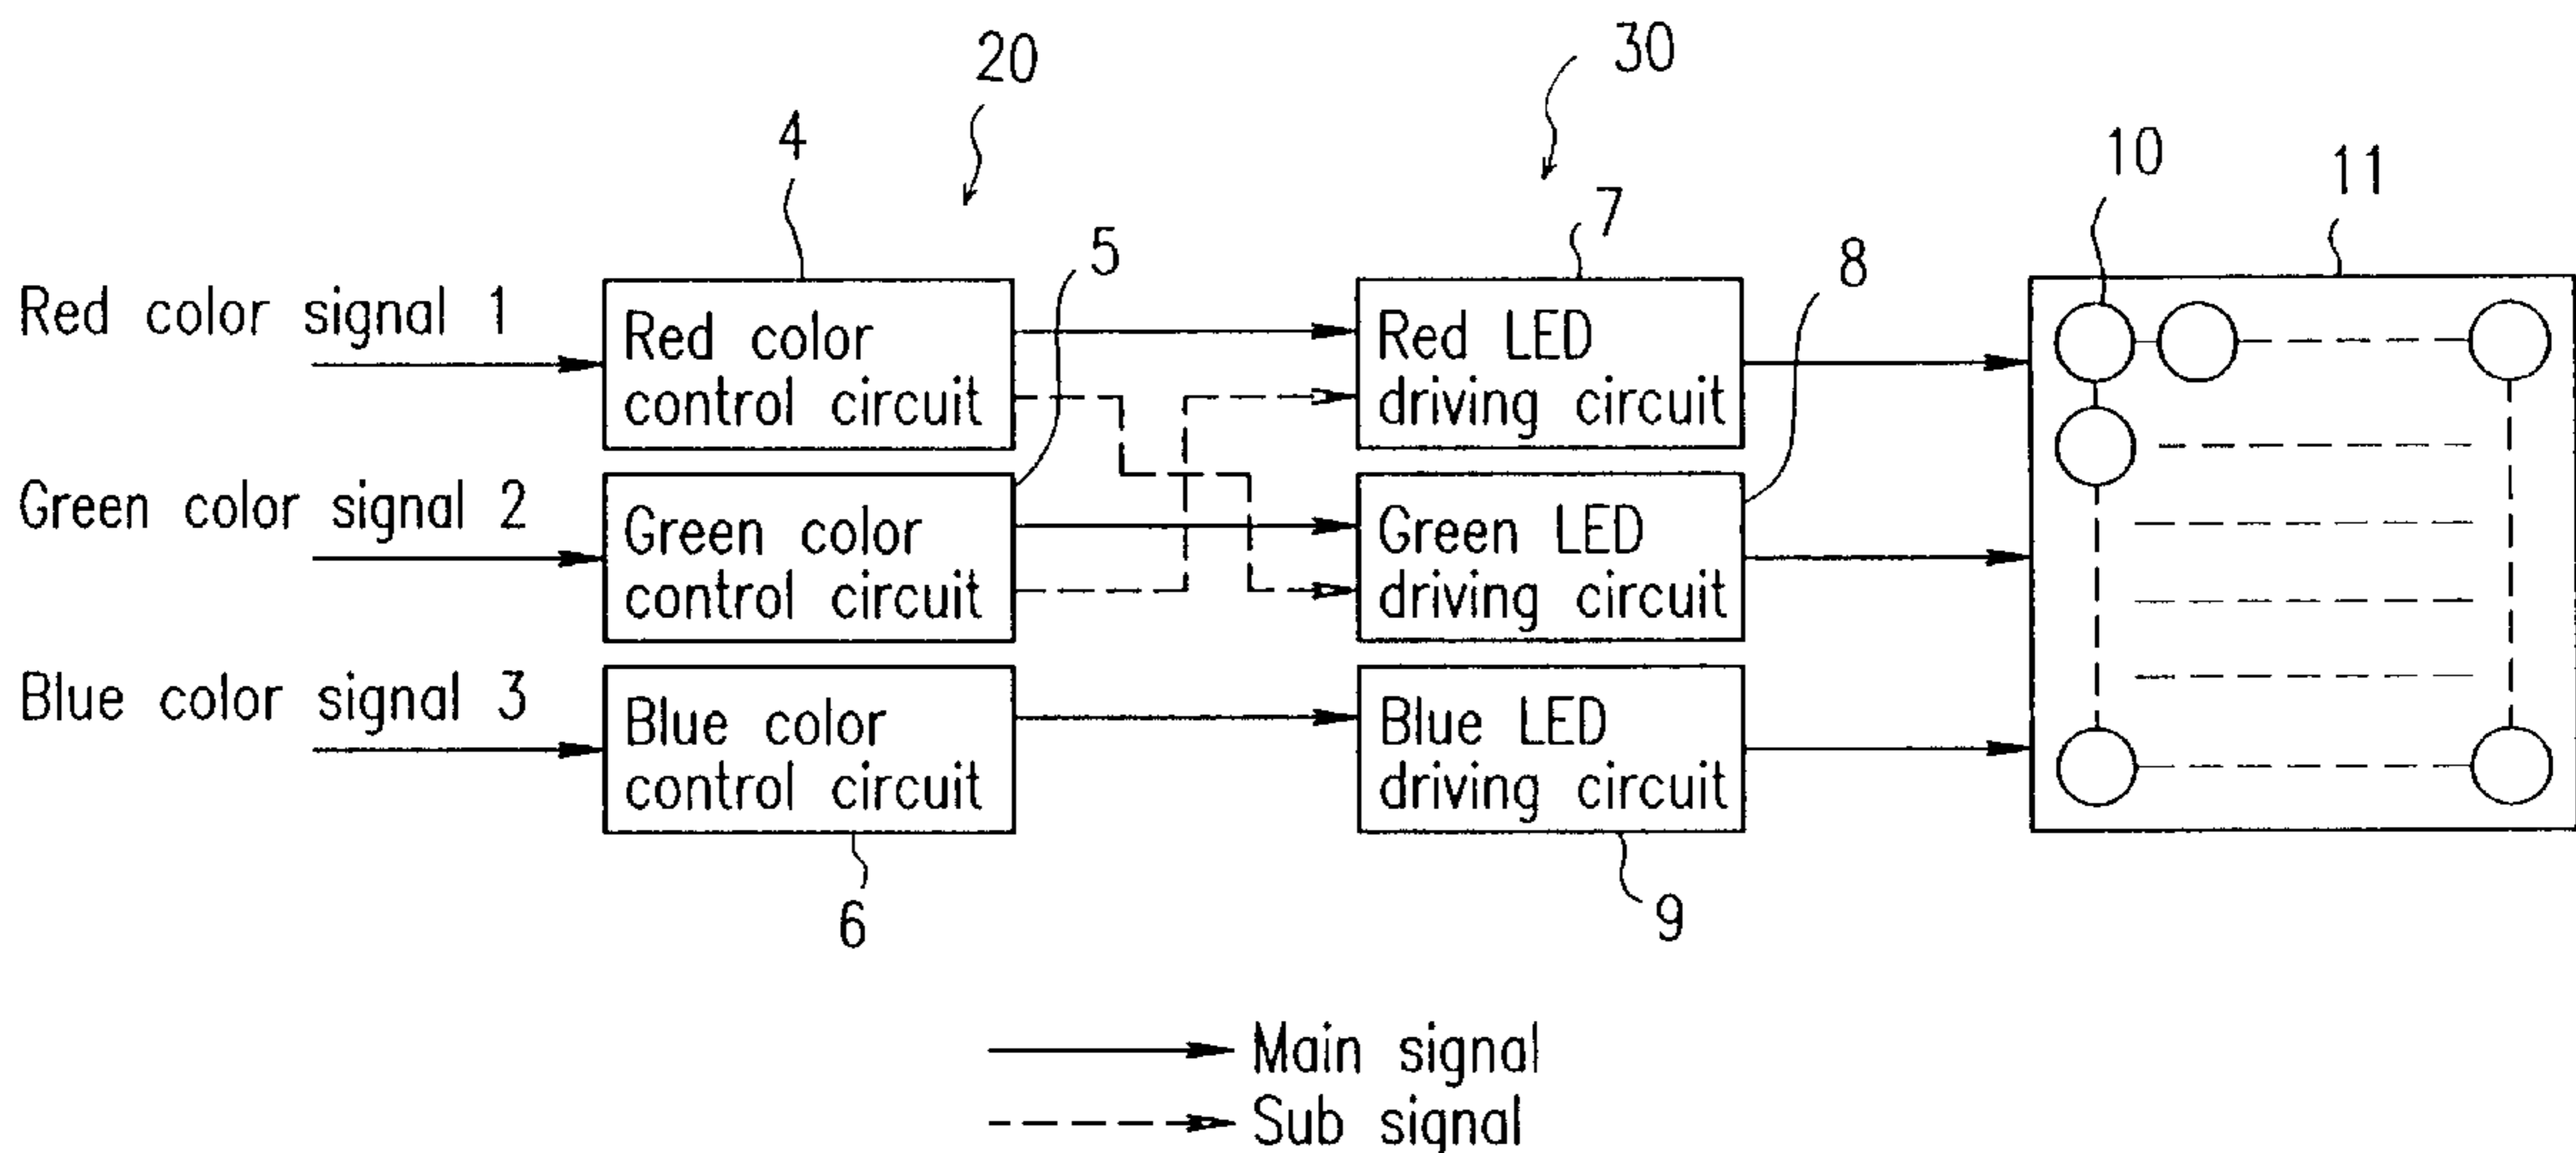 20
30
4
10
11
7
5
8
Red color signal 1
Red color
control circuit
Red LED
driving circuit
Green color signal 2
Green color
control circuit
Green LED
driving circuit
Blue color signal 3
Blue color
control circuit
Blue LED
driving circuit
6
9
Main signal
Sub signal